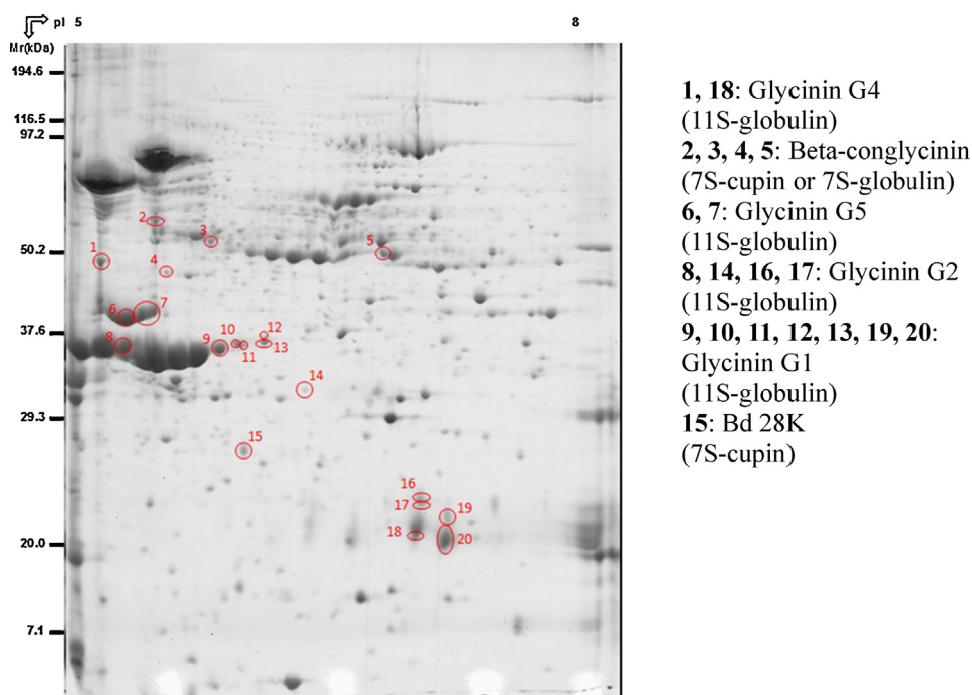 pI 5 8
Mr(kDa)
194.6
116.5
97.2
50.2
37.6
29.3
20.0
7.1
1
2
3
4
5
6
7
8
9
10
11
12
13
14
15
16
17
18
19
20
1, 18: Glycinin G4
(11S-globulin)
2, 3, 4, 5: Beta-conglycinin
(7S-cupin or 7S-globulin)
6, 7: Glycinin G5
(11S-globulin)
8, 14, 16, 17: Glycinin G2
(11S-globulin)
9, 10, 11, 12, 13, 19, 20:
Glycinin G1
(11S-globulin)
15: Bd 28K
(7S-cupin)